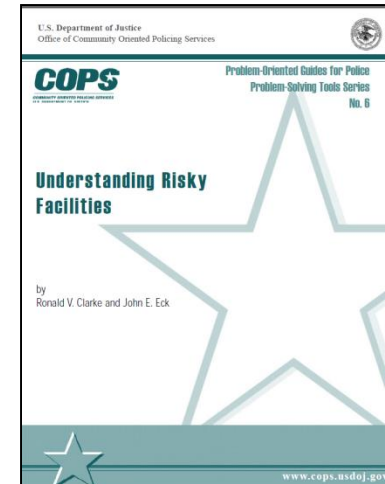 U.S. Department of Justice
Office of Community Oriented Policing Services
COPS
COMMUNITY ORIENTED POLICING SERVICES
U.S. DEPARTMENT OF JUSTICE
Problem-Oriented Guides for Police
Problem-Solving Tools Series
No. 6
Understanding Risky
Facilities
by
Ronald V. Clarke and John E. Eck
www.cops.usdoj.gov